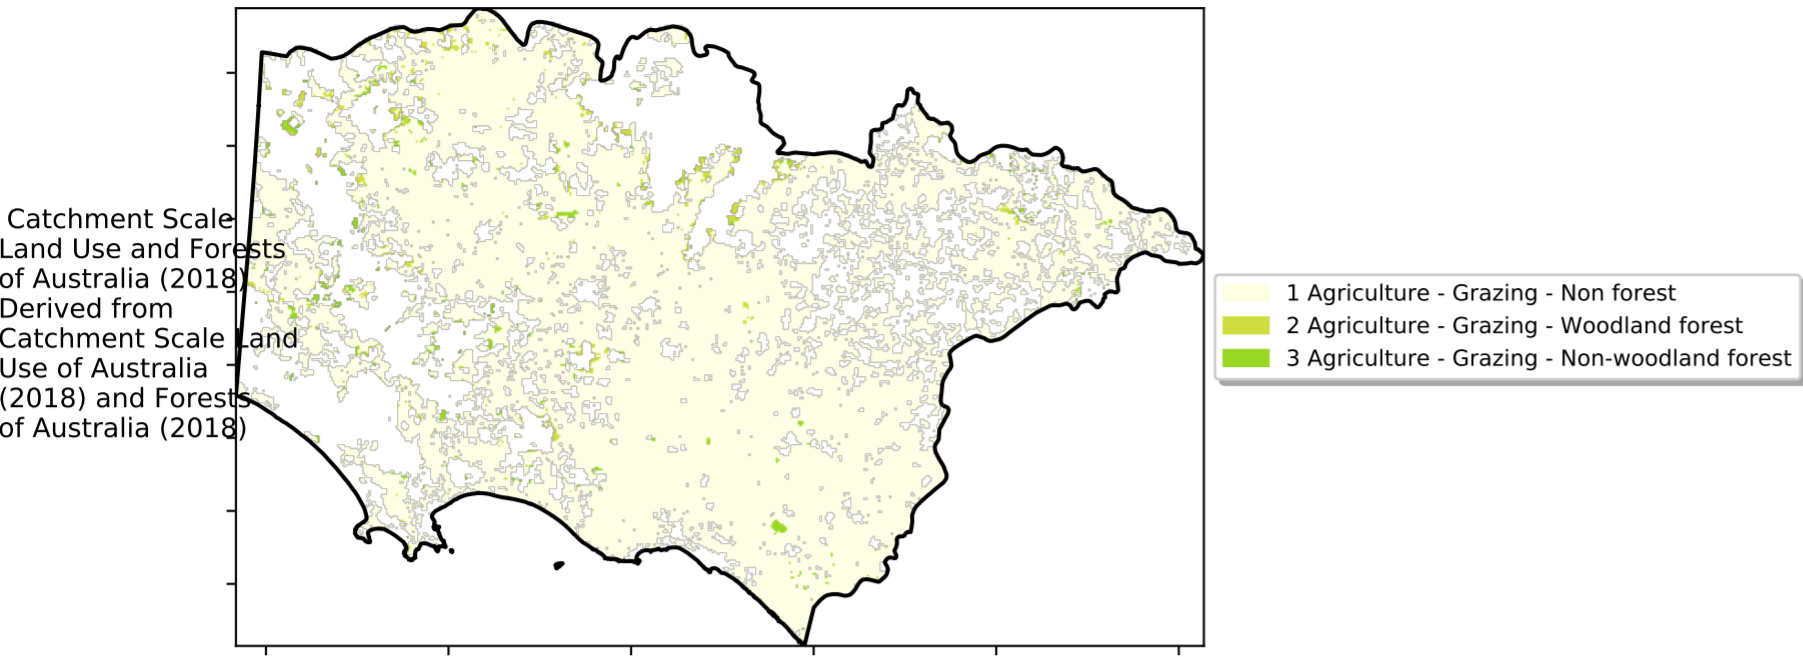 Catchment Scale
Land Use and Forests
of Australia (2018)
Derived from
Catchment Scale Land
Use of Australia
(2018) and Forests
of Australia (2018)
1 Agriculture - Grazing - Non forest
2 Agriculture - Grazing - Woodland forest
3 Agriculture - Grazing - Non-woodland forest